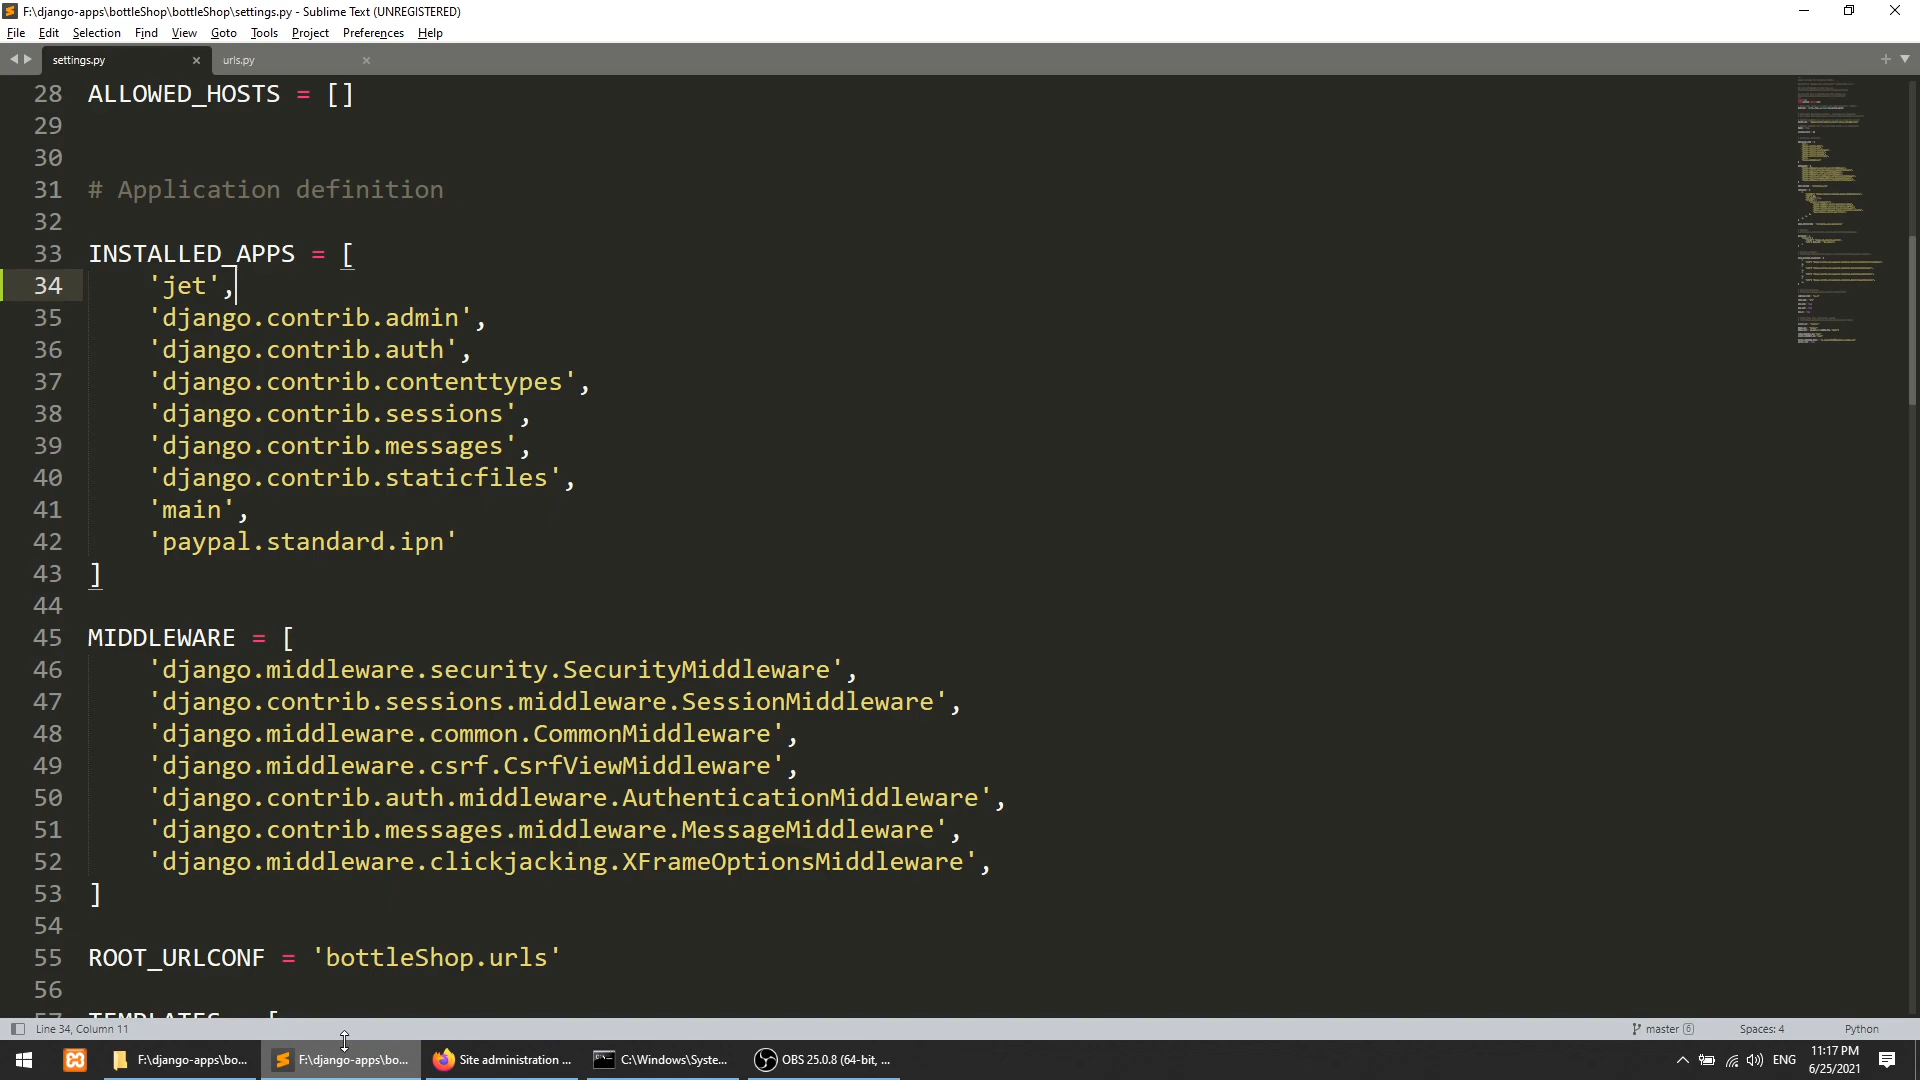 F:\django-apps\bottleShop\bottleShop\settings.py - Sublime Text (UNREGISTERED)
File Edit Selection Find View Goto Tools Project Preferences Help
settings.py × urls.py ×
28 ALLOWED_HOSTS = []
29
30
31 # Application definition
32
33 INSTALLED_APPS = [
34 'jet',
35 'django.contrib.admin',
36 'django.contrib.auth',
37 'django.contrib.contenttypes',
38 'django.contrib.sessions',
39 'django.contrib.messages',
40 'django.contrib.staticfiles',
41 'main',
42 'paypal.standard.ipn'
43 ]
44
45 MIDDLEWARE = [
46 'django.middleware.security.SecurityMiddleware',
47 'django.contrib.sessions.middleware.SessionMiddleware',
48 'django.middleware.common.CommonMiddleware',
49 'django.middleware.csrf.CsrfViewMiddleware',
50 'django.contrib.auth.middleware.AuthenticationMiddleware',
51 'django.contrib.messages.middleware.MessageMiddleware',
52 'django.middleware.clickjacking.XFrameOptionsMiddleware',
53 ]
54
55 ROOT_URLCONF = 'bottleShop.urls'
56
57 TEMPLATES = [
Line 34, Column 11 master 6 Spaces: 4 Python
F:\django-apps\bo... F:\django-apps\bo... Site administration ... C:\Windows\Syste... OBS 25.0.8 (64-bit, ... ENG 11:17 PM
6/25/2021